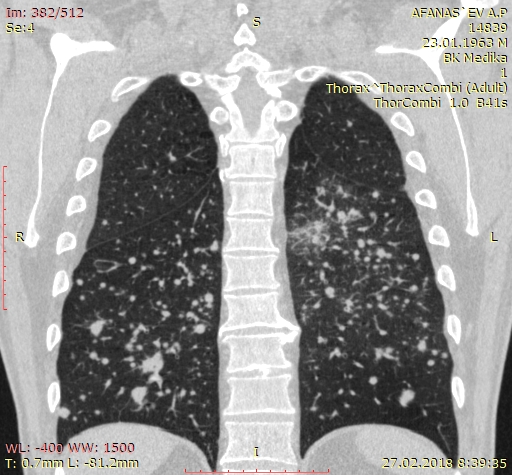 Im: 382/512
Se:4
S
AFANAS`EV A.P
14839
23.01.1963 M
BK Medika
1
Thorax^ThoraxCombi (Adult)
ThorCombi 1.0 B41s
R
L
WL: -400 WW: 1500
T: 0.7mm L: -81.2mm
I
27.02.2018 8:39:35